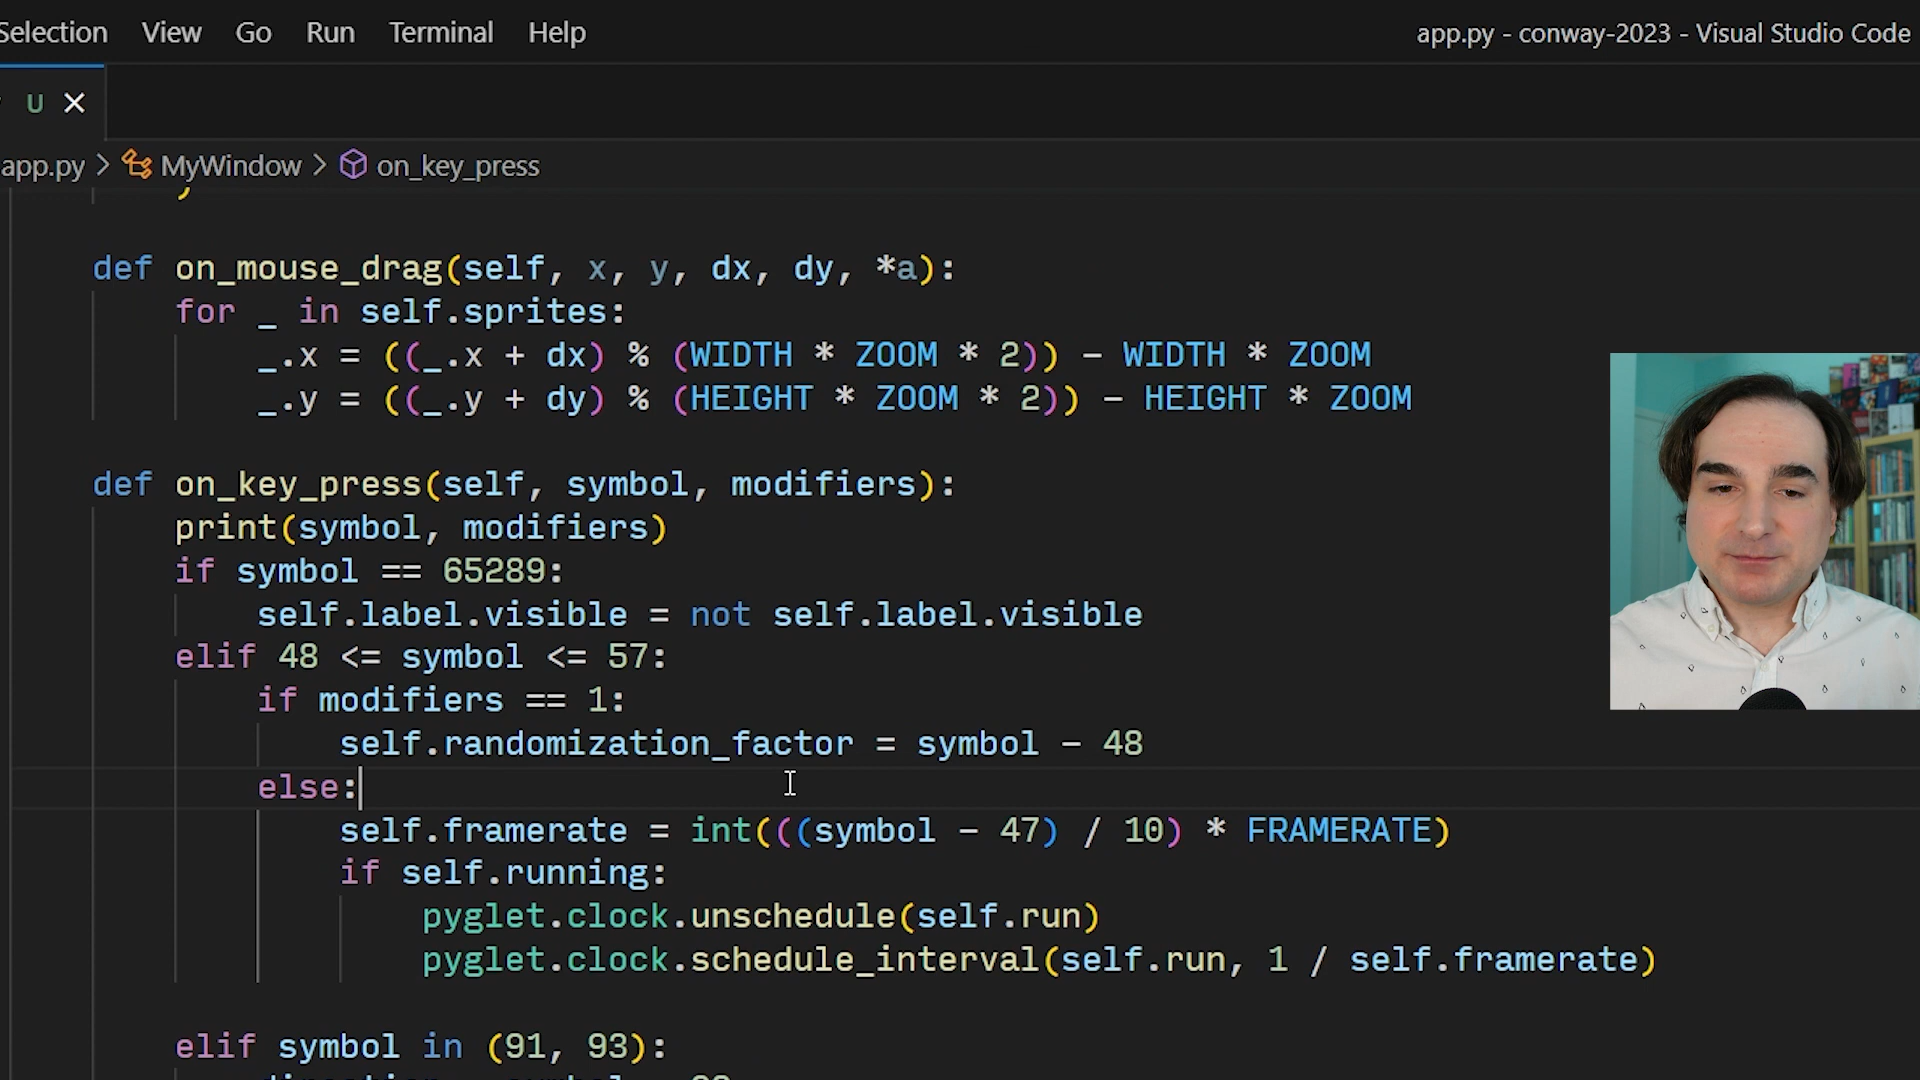 Selection View Go Run Terminal Help app.py - conway-2023 - Visual Studio Code
U
app.py > MyWindow > on_key_press
)
def on_mouse_drag(self, x, y, dx, dy, *a):
for _ in self.sprites:
_.x = ((_.x + dx) % (WIDTH * ZOOM * 2)) - WIDTH * ZOOM
_.y = ((_.y + dy) % (HEIGHT * ZOOM * 2)) - HEIGHT * ZOOM
def on_key_press(self, symbol, modifiers):
print(symbol, modifiers)
if symbol == 65289:
self.label.visible = not self.label.visible
elif 48 <= symbol <= 57:
if modifiers == 1:
self.randomization_factor = symbol - 48
else:
self.framerate = int(((symbol - 47) / 10) * FRAMERATE)
if self.running:
pyglet.clock.unschedule(self.run)
pyglet.clock.schedule_interval(self.run, 1 / self.framerate)
elif symbol in (91, 93):